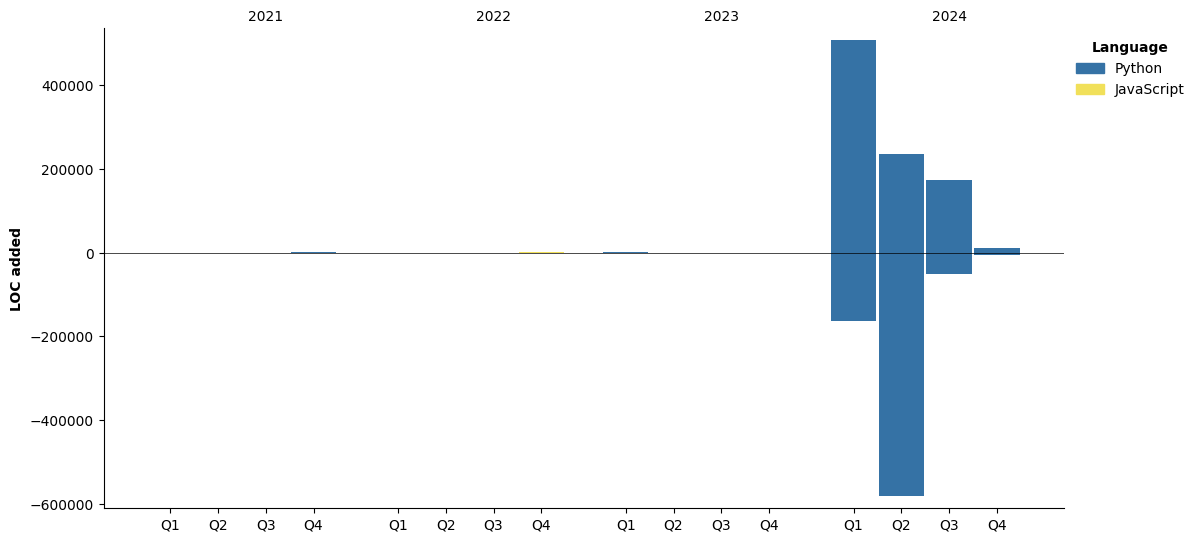 2021 2022 2023 2024
Language
Python
JavaScript
LOC added
400000
200000
0
−200000
−400000
−600000
Q1 Q2 Q3 Q4 Q1 Q2 Q3 Q4 Q1 Q2 Q3 Q4 Q1 Q2 Q3 Q4